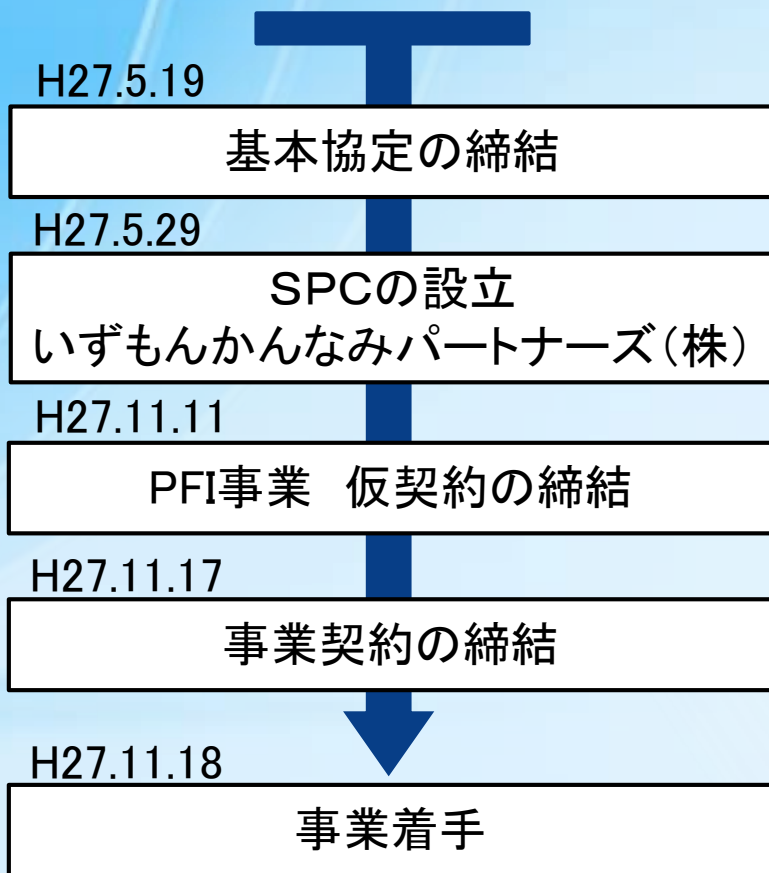 H27.5.19
基本協定の締結
H27.5.29
SPCの設立
いずもんかんなみパートナーズ（株）
H27.11.11
PFI事業　仮契約の締結
H27.11.17
事業契約の締結
H27.11.18
事業着手